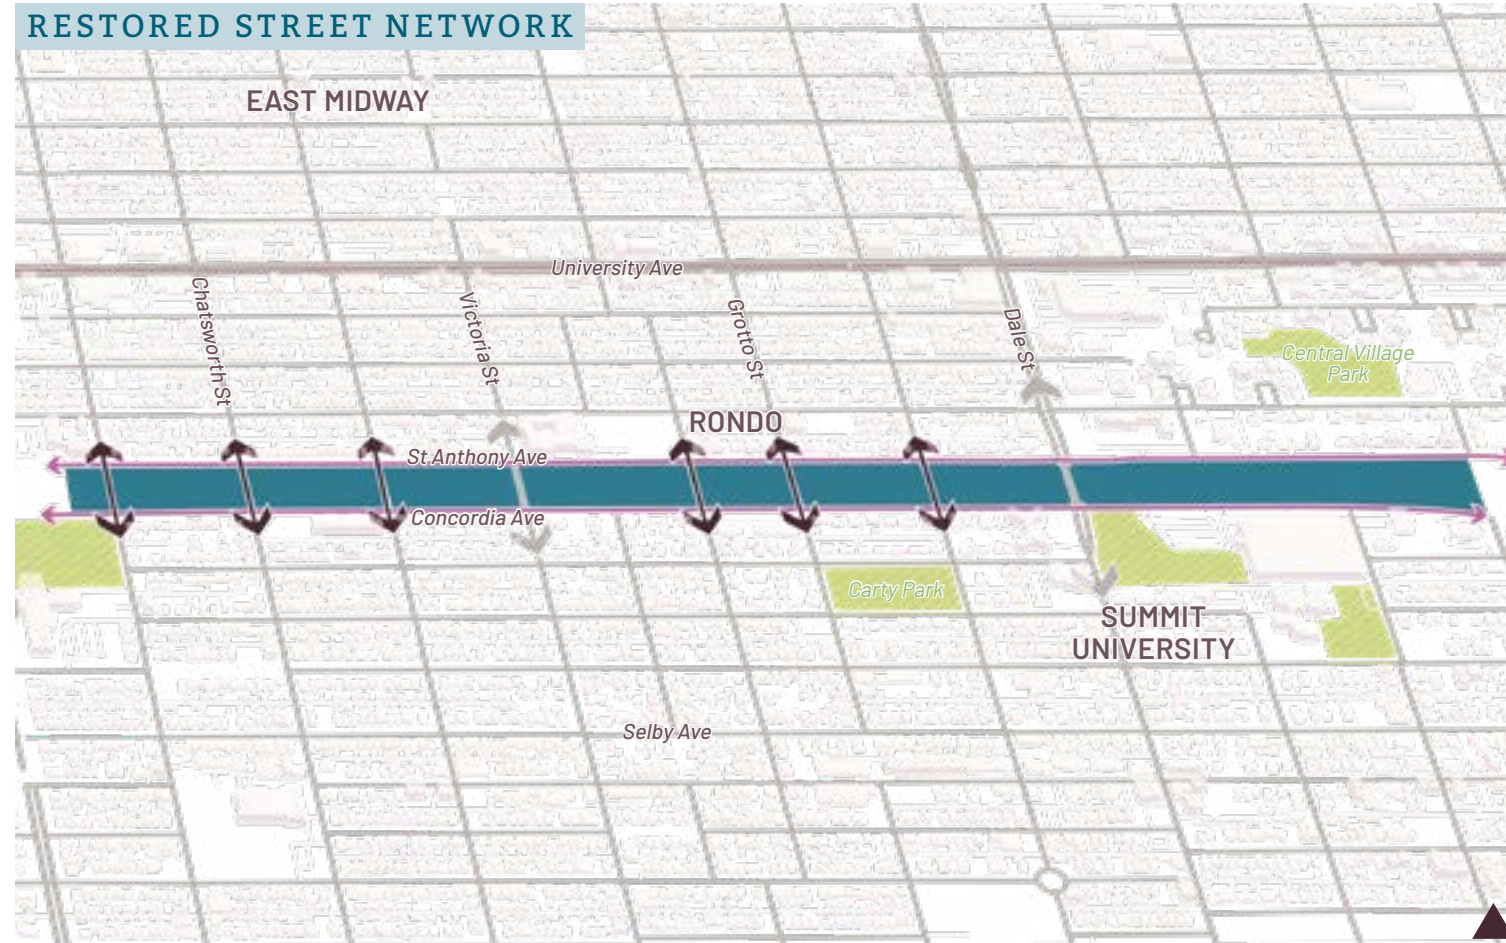 RESTORED STREET NETWORK
EAST MIDWAY
University Ave
Chatsworth St
Victoria St
Grotto St
Dale St
Central Village
Park
RONDO
St Anthony Ave
Concordia Ave
Carty Park
SUMMIT
UNIVERSITY
Selby Ave